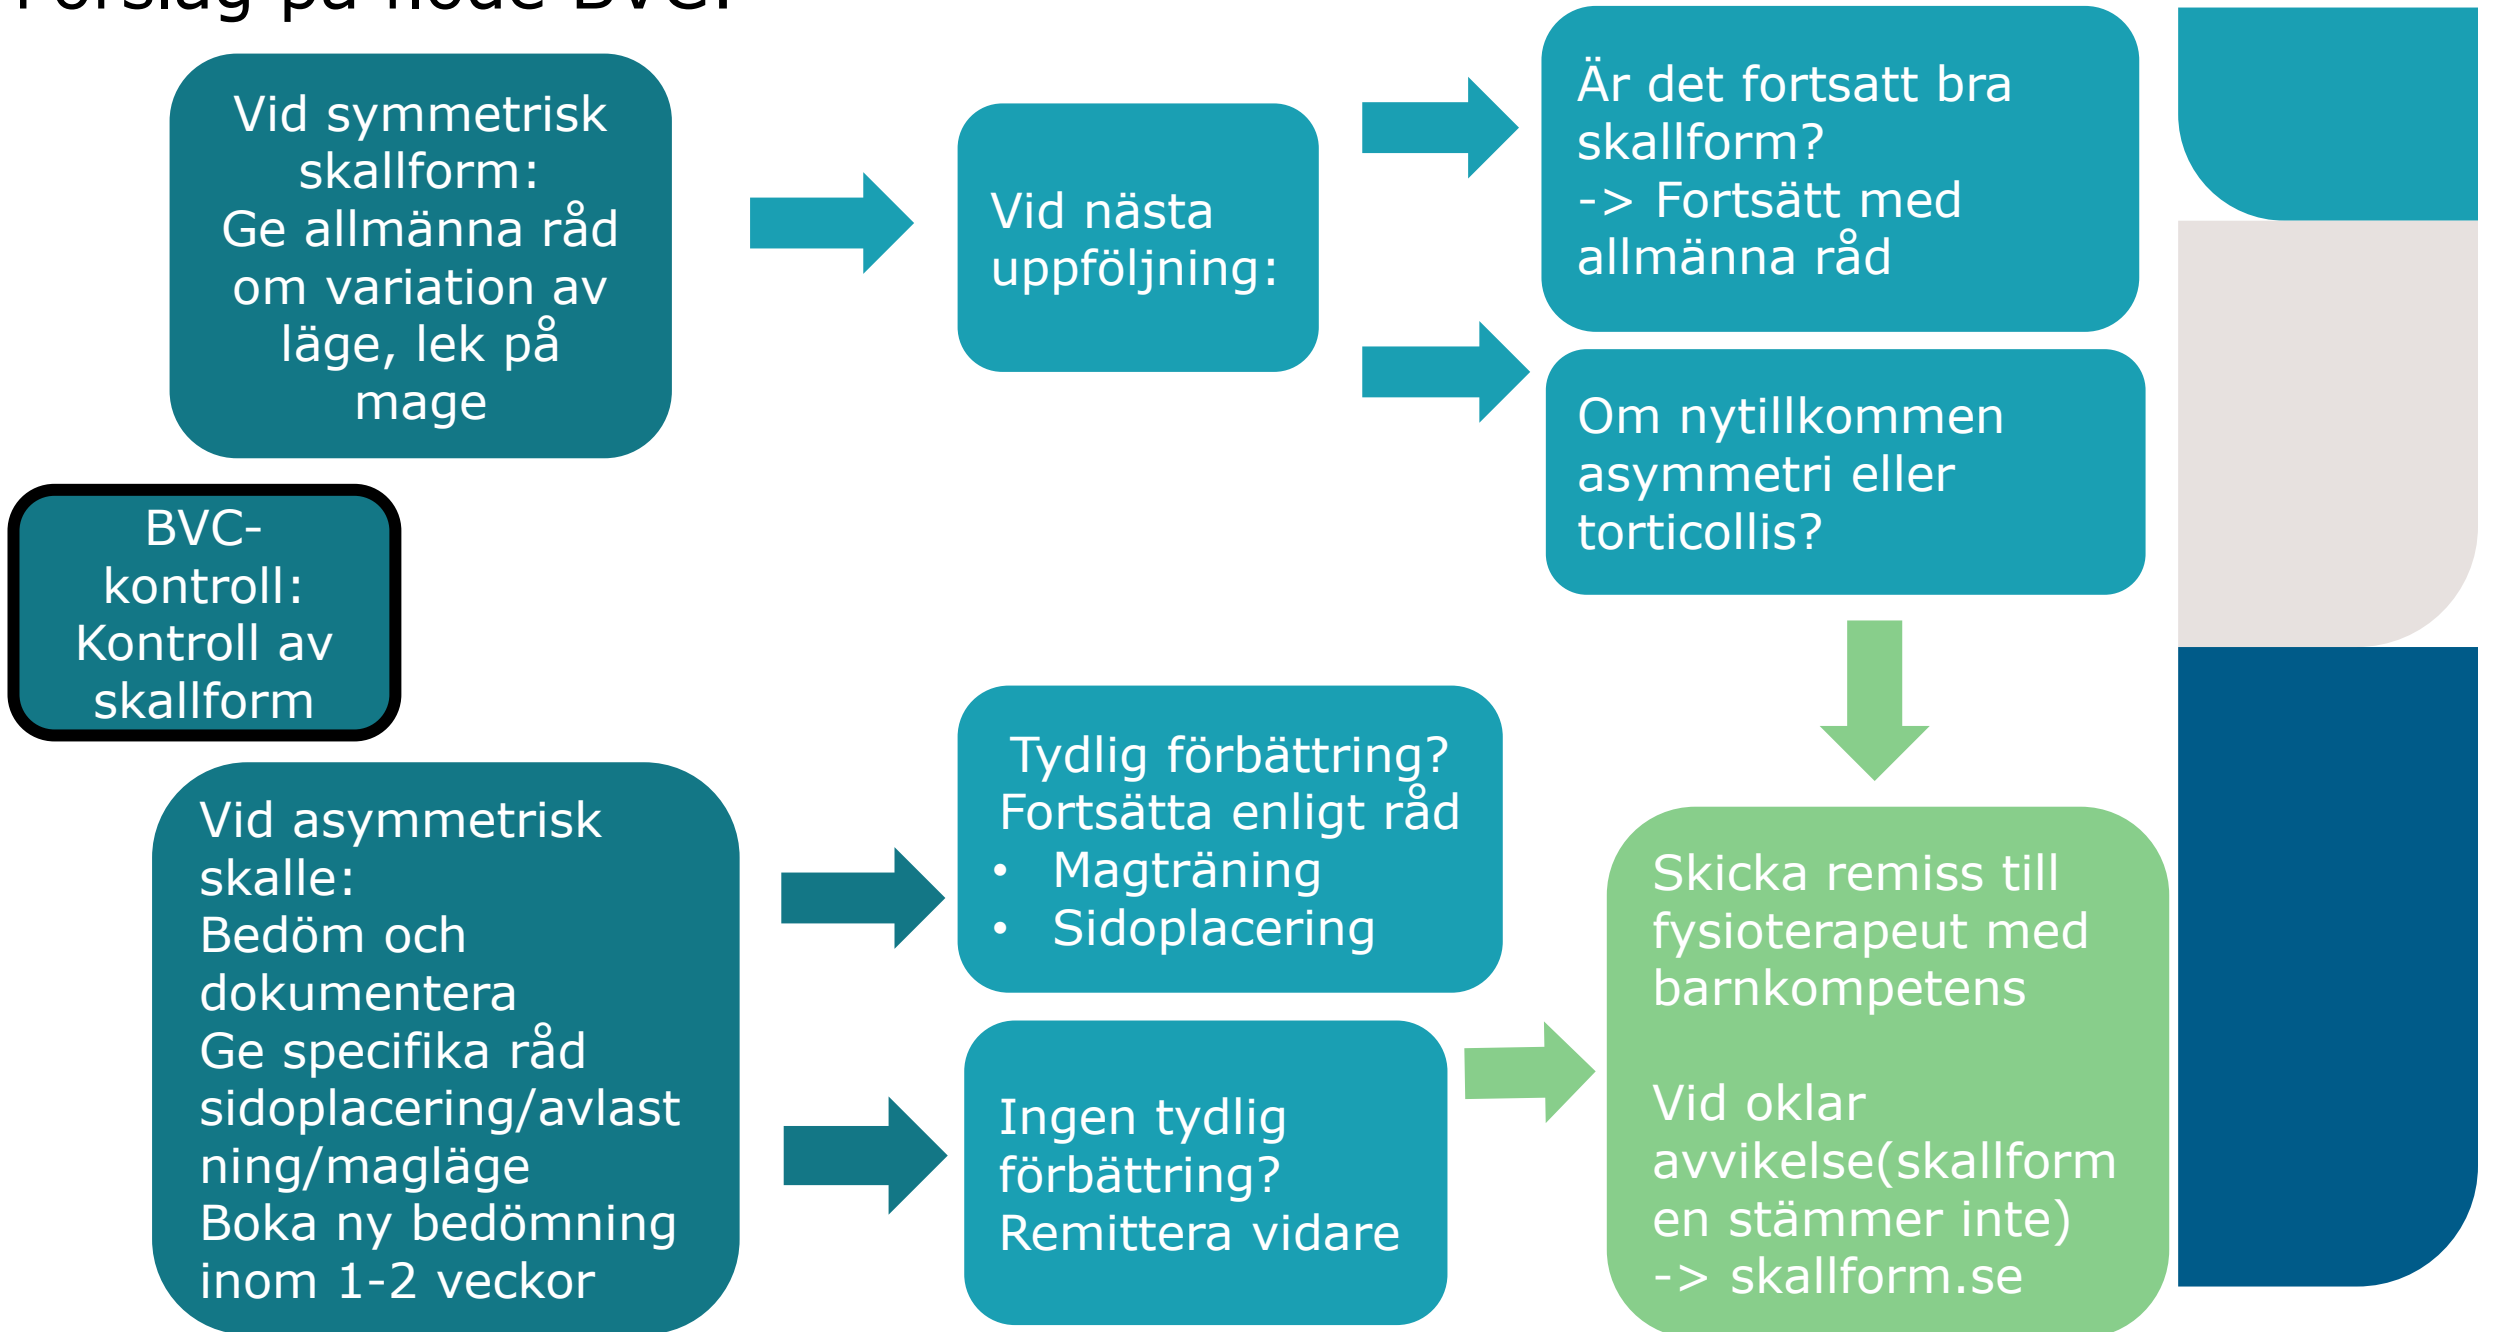 Förslag på flöde BVC:
Vid symmetrisk
skallform:
Ge allmänna råd
om variation av
läge, lek på
mage
Vid nästa
uppföljning:
Är det fortsatt bra
skallform?
-> Fortsätt med
allmänna råd
Om nytillkommen
asymmetri eller
torticollis?
BVC-
kontroll:
Kontroll av
skallform
Vid asymmetrisk
skalle:
Bedöm och
dokumentera
Ge specifika råd
sidoplacering/avlast
ning/magläge
Boka ny bedömning
inom 1-2 veckor
Tydlig förbättring?
Fortsätta enligt råd
• Magträning
• Sidoplacering
Ingen tydlig
förbättring?
Remittera vidare
Skicka remiss till
fysioterapeut med
barnkompetens
Vid oklar
avvikelse(skallform
en stämmer inte)
-> skallform.se